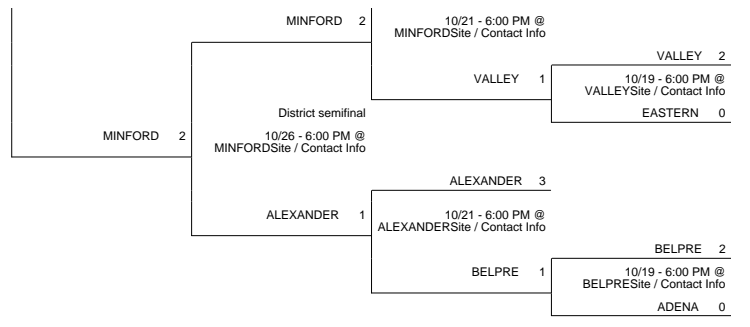 MINFORD 2
10/21 - 6:00 PM @
MINFORDSite / Contact Info
VALLEY 2
VALLEY 1
10/19 - 6:00 PM @
VALLEYSite / Contact Info
EASTERN 0
District semifinal
MINFORD 2
10/26 - 6:00 PM @
MINFORDSite / Contact Info
ALEXANDER 3
ALEXANDER 1
10/21 - 6:00 PM @
ALEXANDERSite / Contact Info
BELPRE 2
BELPRE 1
10/19 - 6:00 PM @
BELPRESite / Contact Info
ADENA 0